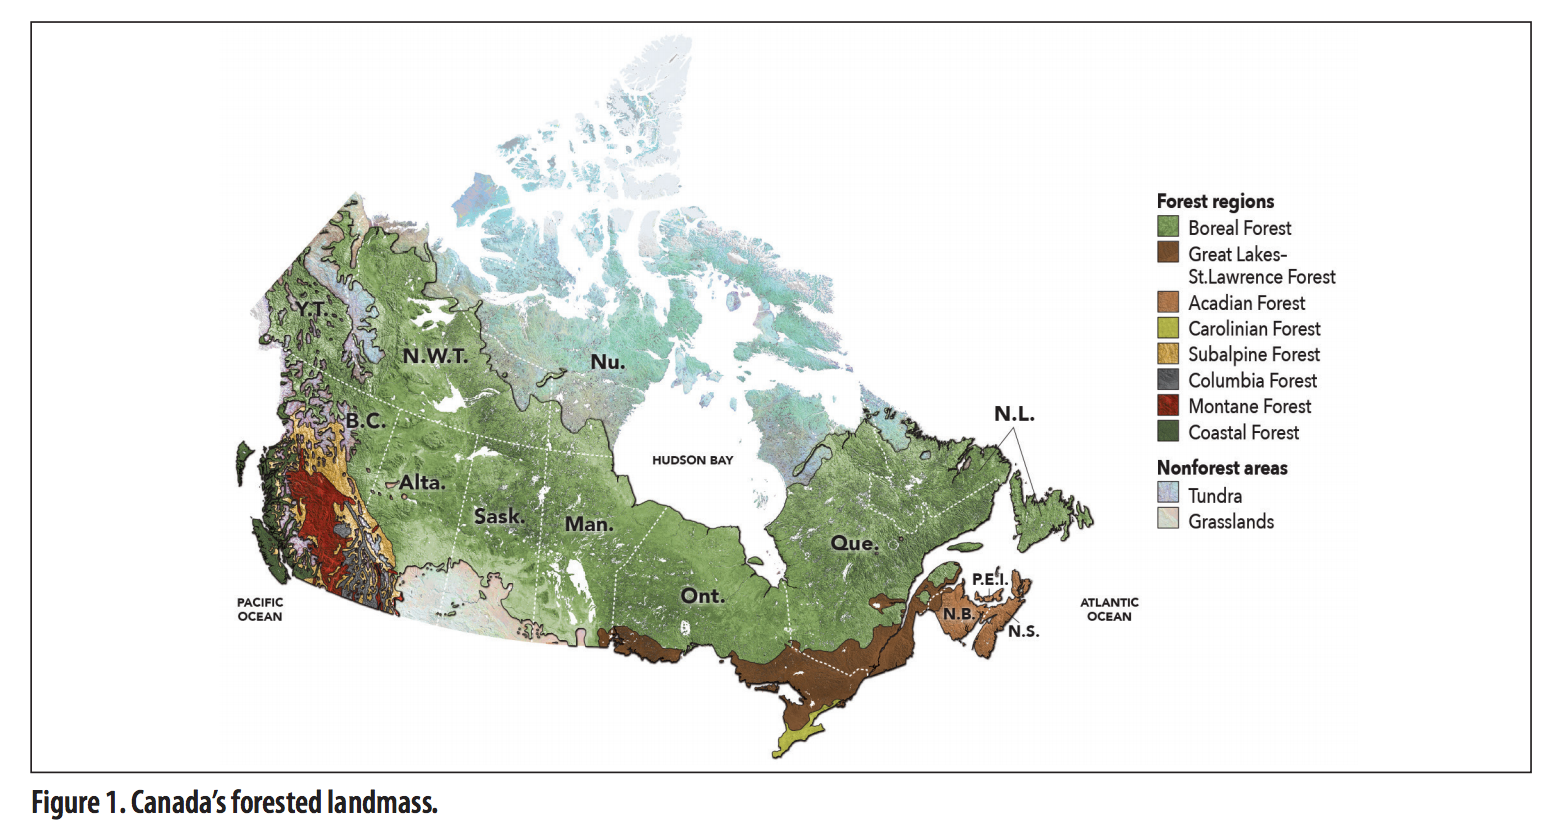 Y.T.
N.W.T.
Nu.
B.C.
N.L.
HUDSON BAY
Alta.
Sask.
Man.
Que.
Ont.
P.E.I.
N.B.
N.S.
PACIFIC
OCEAN
ATLANTIC
OCEAN
Forest regions
Boreal Forest
Great Lakes–
St.Lawrence Forest
Acadian Forest
Carolinian Forest
Subalpine Forest
Columbia Forest
Montane Forest
Coastal Forest
Nonforest areas
Tundra
Grasslands
Figure 1. Canada’s forested landmass.